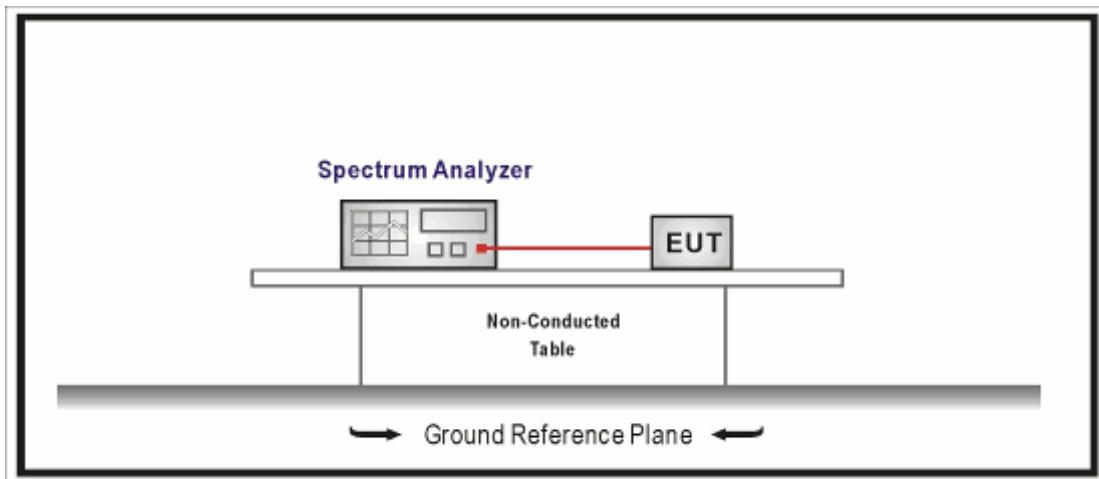 Spectrum Analyzer
EUT
Non-Conducted
Table
Ground Reference Plane